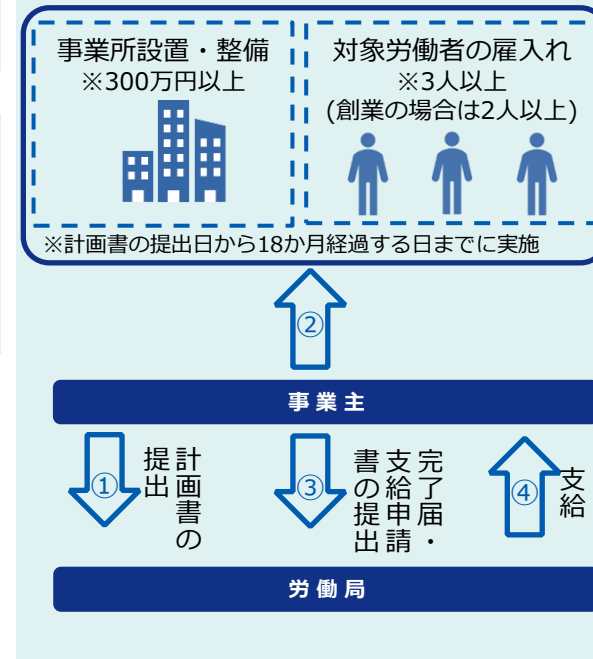 事業所設置・整備
※300万円以上
対象労働者の雇入れ
※3人以上
(創業の場合は2人以上)
※計画書の提出日から18か月経過する日までに実施
②
事業主
①
計画書の
提出
③
完了届・
支給申請
書の提出
④
支給
労働局